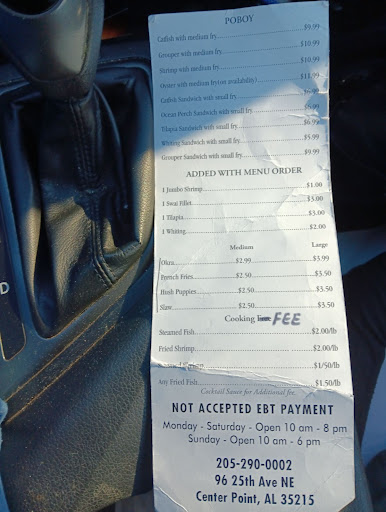 POBOY
Catfish with medium fry $9.99
Grouper with medium fry $10.99
Shrimp with medium fry $10.99
Oyster with medium fry(on availability) $11.99
Catfish Sandwich with small fry
Ocean Perch Sandwich with small fry $5.99
Tilapia Sandwich with small fry $6.99
Whiting Sandwich with small fry $5.99
Grouper Sandwich with small fry $9.99
ADDED WITH MENU ORDER
1 Jumbo Shrimp $1.00
1 Swai Fillet $3.00
1 Tilapia $3.00
1 Whiting $2.00
Medium Large
Okra $2.99 $3.99
French Fries $2.50 $3.50
Hush Puppies $2.50 $3.50
Slaw $2.50 $3.50
Cooking FEE
Steamed Fish $2.00/lb
Fried Shrimp $2.00/lb
$1/50/lb
Any Fried Fish $1.50/lb
Cocktail Sauce for Additional fee.
NOT ACCEPTED EBT PAYMENT
Monday - Saturday - Open 10 am - 8 pm
Sunday - Open 10 am - 6 pm
205-290-0002
96 25th Ave NE
Center Point, AL 35215
D